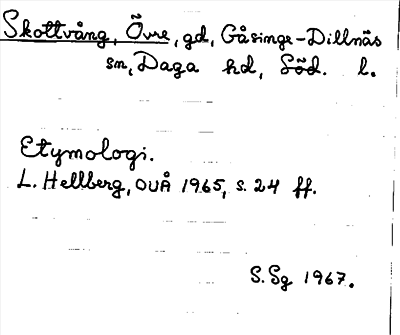 Skottvång, Övre, gd, Gåsinge-Dillnäs
sn, Daga hd, Söd. l.
Etymologi.
L. Hellberg, OUÅ 1965, s. 24 ff.
S. Sg 1967.